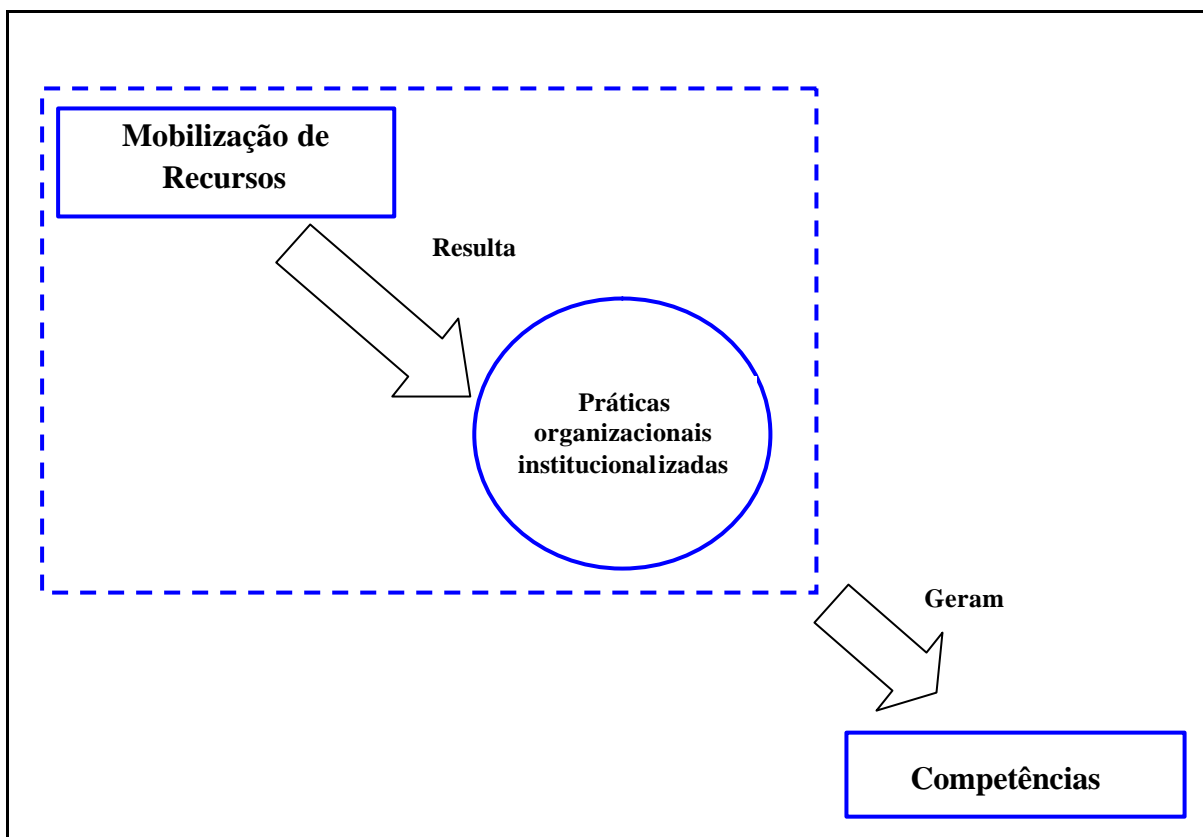 Mobilização de
Recursos
Resulta
Práticas
organizacionais
institucionalizadas
Geram
Competências